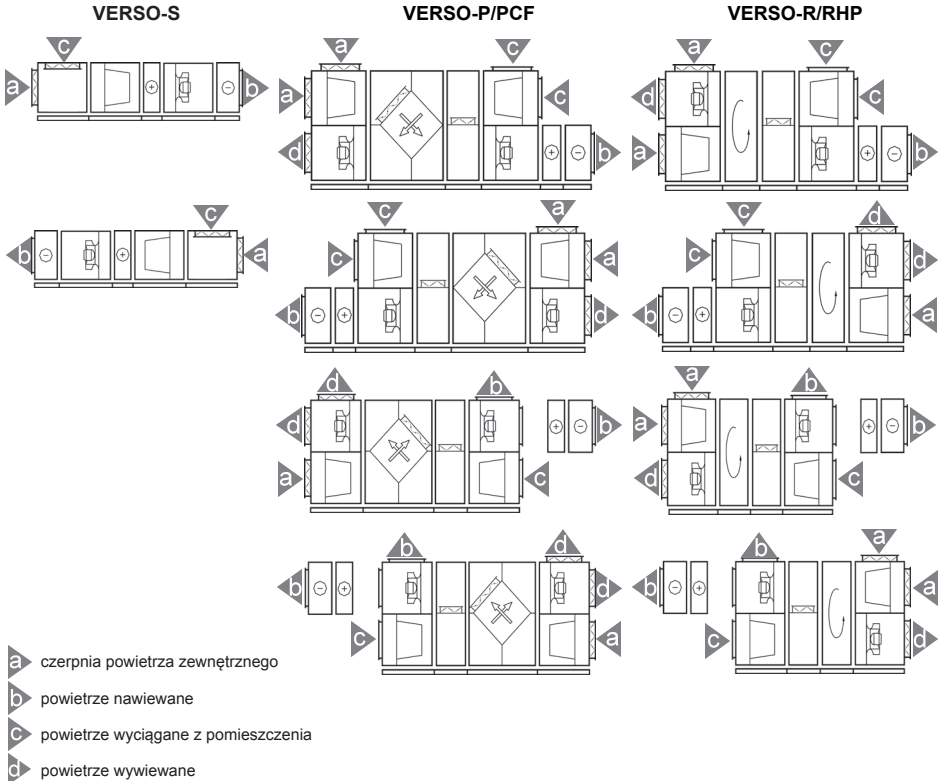 VERSO-S VERSO-P/PCF VERSO-R/RHP
a c
a c
d c
a c
a c
b
d b
a b
c a
c a
c d
b a
c a
c d
b d
b a
d b
d b
a b
a b
a c
d c
b d
b a
b d
b a
c a
c d
a czerpnia powietrza zewnętrznego
b powietrze nawiewane
c powietrze wyciągane z pomieszczenia
d powietrze wywiewane